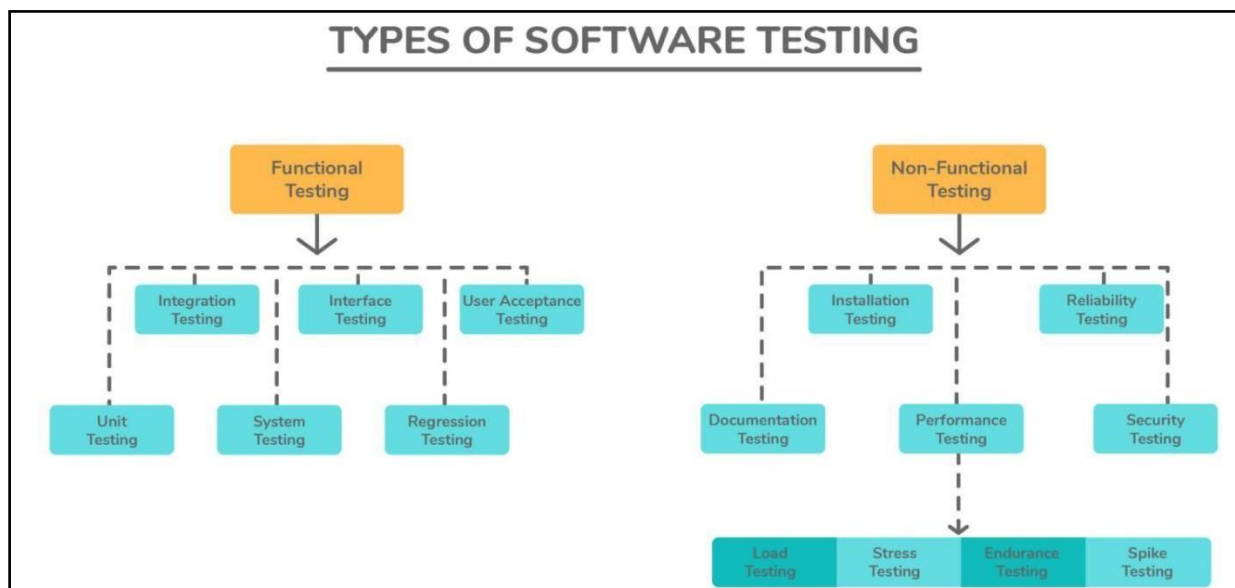 TYPES OF SOFTWARE TESTING
Functional
Testing
Non-Functional
Testing
Integration
Testing
Interface
Testing
User Acceptance
Testing
Installation
Testing
Reliability
Testing
Unit
Testing
System
Testing
Regression
Testing
Documentation
Testing
Performance
Testing
Security
Testing
Load
Testing
Stress
Testing
Endurance
Testing
Spike
Testing